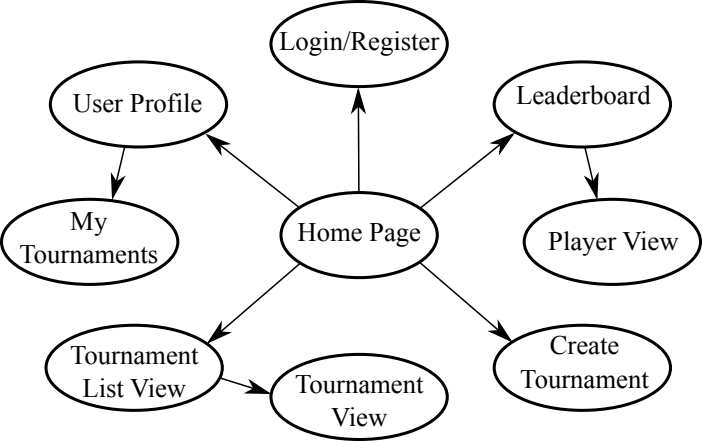 Login/Register
User Profile
Leaderboard
My
Tournaments
Home Page
Player View
Tournament
List View
Tournament
View
Create
Tournament